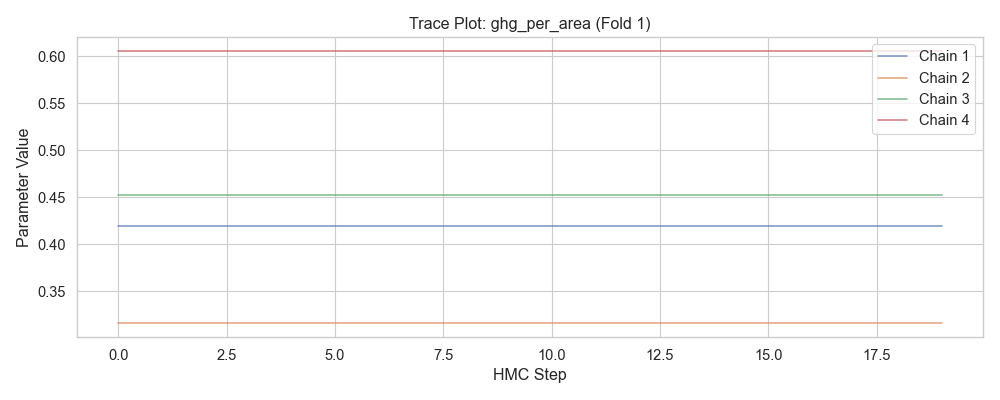 Trace Plot: ghg_per_area (Fold 1)
Parameter Value
0.60
0.55
0.50
0.45
0.40
0.35
Chain 1
Chain 2
Chain 3
Chain 4
0.0 2.5 5.0 7.5 10.0 12.5 15.0 17.5
HMC Step